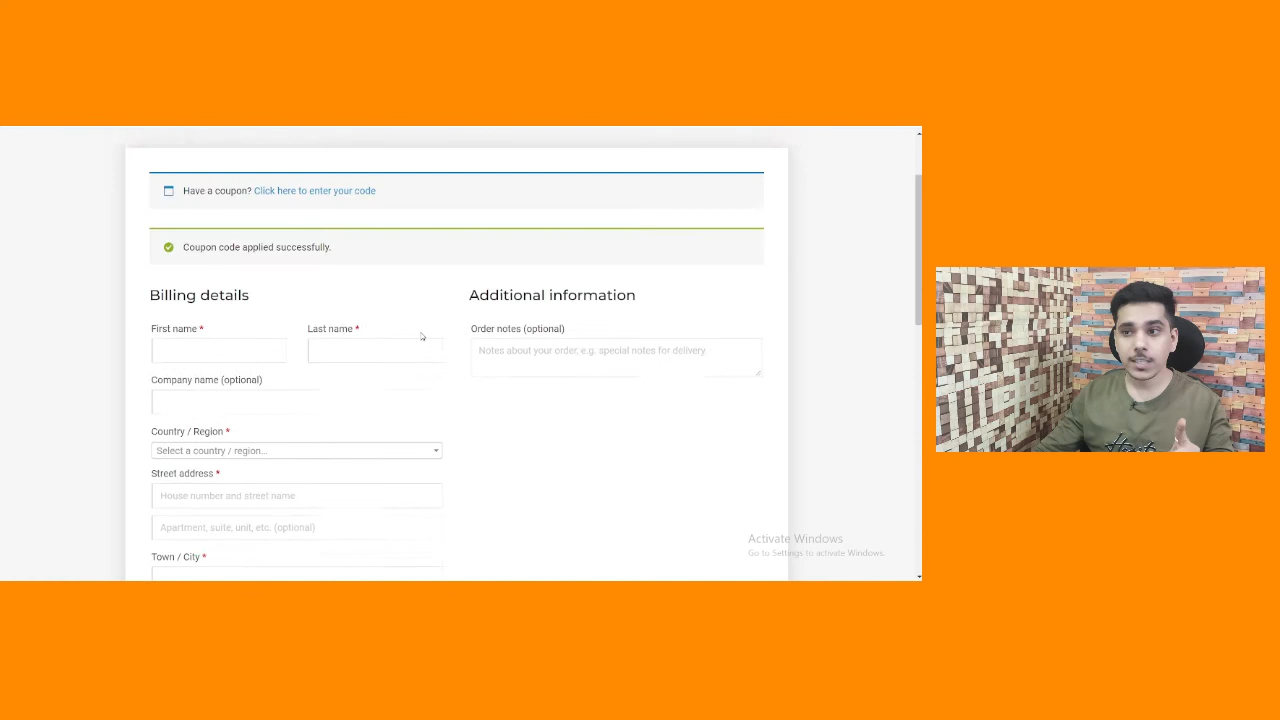 Have a coupon? Click here to enter your code
Coupon code applied successfully.
Billing details
Additional information
First name *
Last name *
Order notes (optional)
Notes about your order, e.g. special notes for delivery.
Company name (optional)
Country / Region *
Select a country / region...
Street address *
House number and street name
Apartment, suite, unit, etc. (optional)
Town / City *
Activate Windows
Go to Settings to activate Windows.